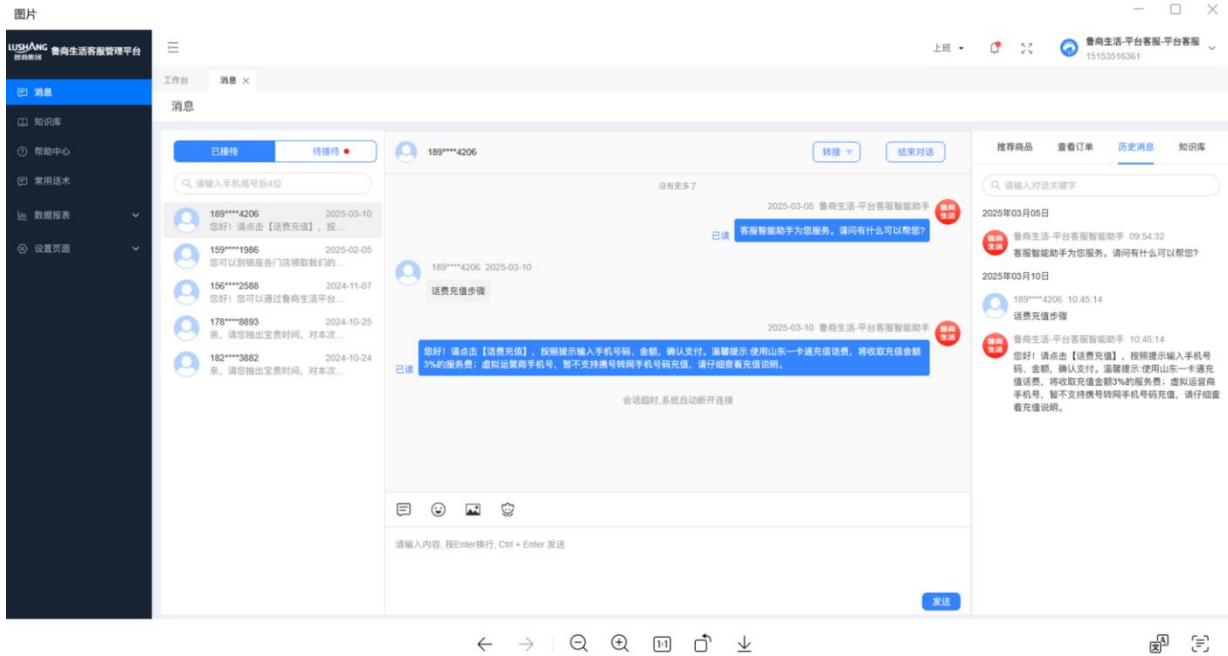 图片
LUSHANG 鲁商生活客服管理平台
鲁商集团
上班
鲁商生活-平台客服-平台客服
15153516361
消息
知识库
帮助中心
常用话术
数据报表
设置页面
工作台 消息 ×
消息
已接待 待接待
请输入手机尾号后4位
189****4206 2025-03-10
您好!请点击【话费充值】,按...
159****1986 2025-02-05
您可以到银座各门店领取我们的...
156****2588 2024-11-07
您好!您可以通过鲁商生活平台...
178****8893 2024-10-25
亲,请您抽出宝贵时间,对本次...
182****3882 2024-10-24
亲,请您抽出宝贵时间,对本次...
189****4206 转接 结束对话
没有更多了
2025-03-05 鲁商生活-平台客服智能助手
鲁商生活
已读 客服智能助手为您服务。请问有什么可以帮您?
189****4206 2025-03-10
话费充值步骤
2025-03-10 鲁商生活-平台客服智能助手
鲁商生活
您好!请点击【话费充值】,按照提示输入手机号码、金额,确认支付。温馨提示:使用山东一卡通充值话费,将收取充值金额
已读 3%的服务费;虚拟运营商手机号,暂不支持携号转网手机号码充值,请仔细查看充值说明。
会话超时,系统自动断开连接
请输入内容, 按Enter换行, Ctrl + Enter 发送
发送
推荐商品 查看订单 历史消息 知识库
请输入对话关键字
2025年03月05日
鲁商生活
鲁商生活-平台客服智能助手 09:54:32
客服智能助手为您服务。请问有什么可以帮您?
2025年03月10日
189****4206 10:45:14
话费充值步骤
鲁商生活
鲁商生活-平台客服智能助手 10:45:14
您好!请点击【话费充值】,按照提示输入手机号
码、金额,确认支付。温馨提示:使用山东一卡通充
值话费,将收取充值金额3%的服务费;虚拟运营商
手机号,暂不支持携号转网手机号码充值,请仔细查
看充值说明。
1:1